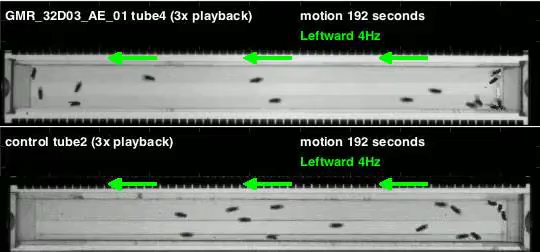 GMR_32D03_AE_01 tube4 (3x playback) motion 192 seconds
Leftward 4Hz
control tube2 (3x playback) motion 192 seconds
Leftward 4Hz